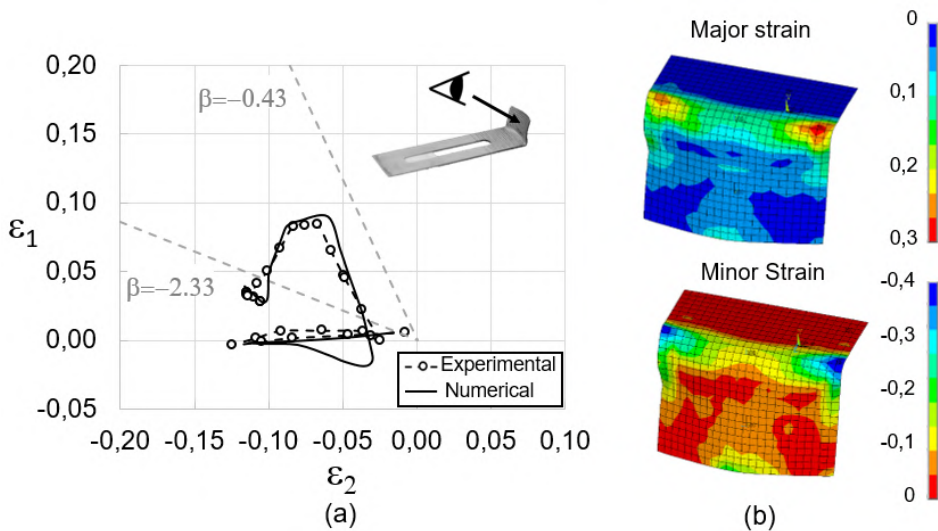 0,20
0,15
0,10
0,05
0,00
-0,05
ε1
β=−0.43
β=−2.33
Experimental
Numerical
-0,20 -0,15 -0,10 -0,05 0,00 0,05 0,10
ε2
(a)
Major strain
0
0,1
0,2
0,3
Minor Strain
-0,4
-0,3
-0,2
-0,1
0
(b)